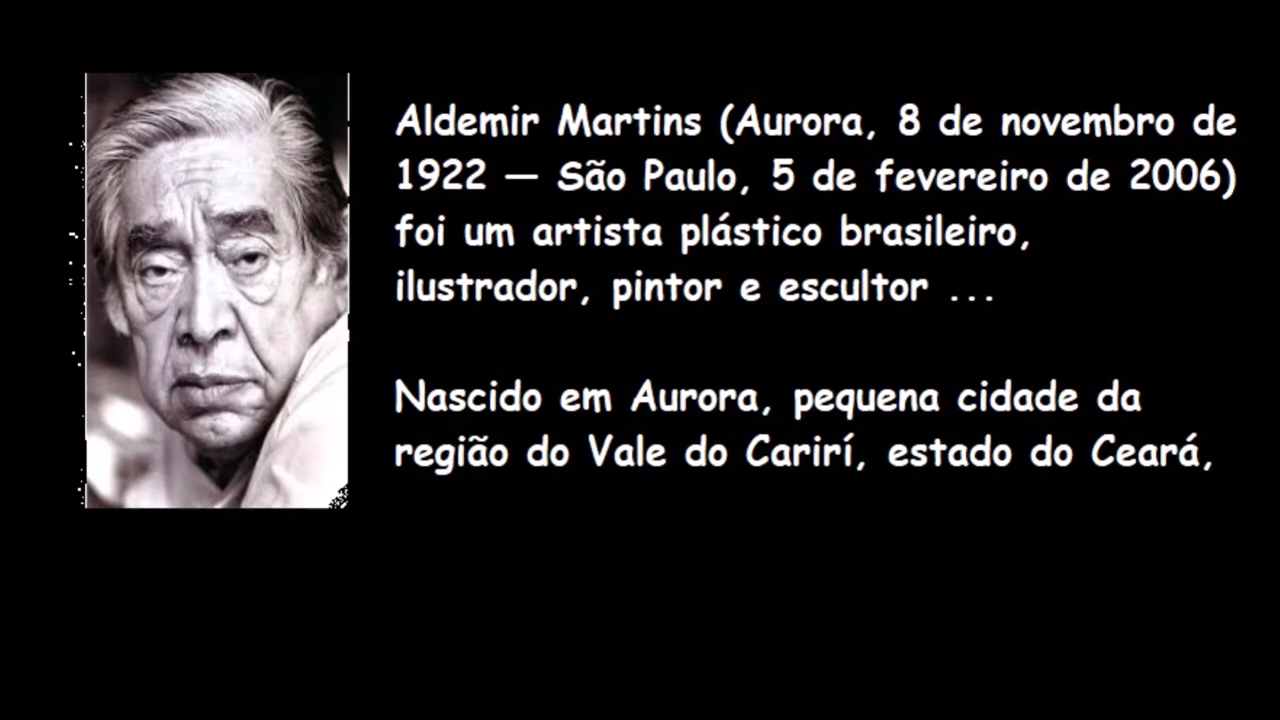 Aldemir Martins (Aurora, 8 de novembro de
1922 — São Paulo, 5 de fevereiro de 2006)
foi um artista plástico brasileiro,
ilustrador, pintor e escultor ...
Nascido em Aurora, pequena cidade da
região do Vale do Carirí, estado do Ceará,